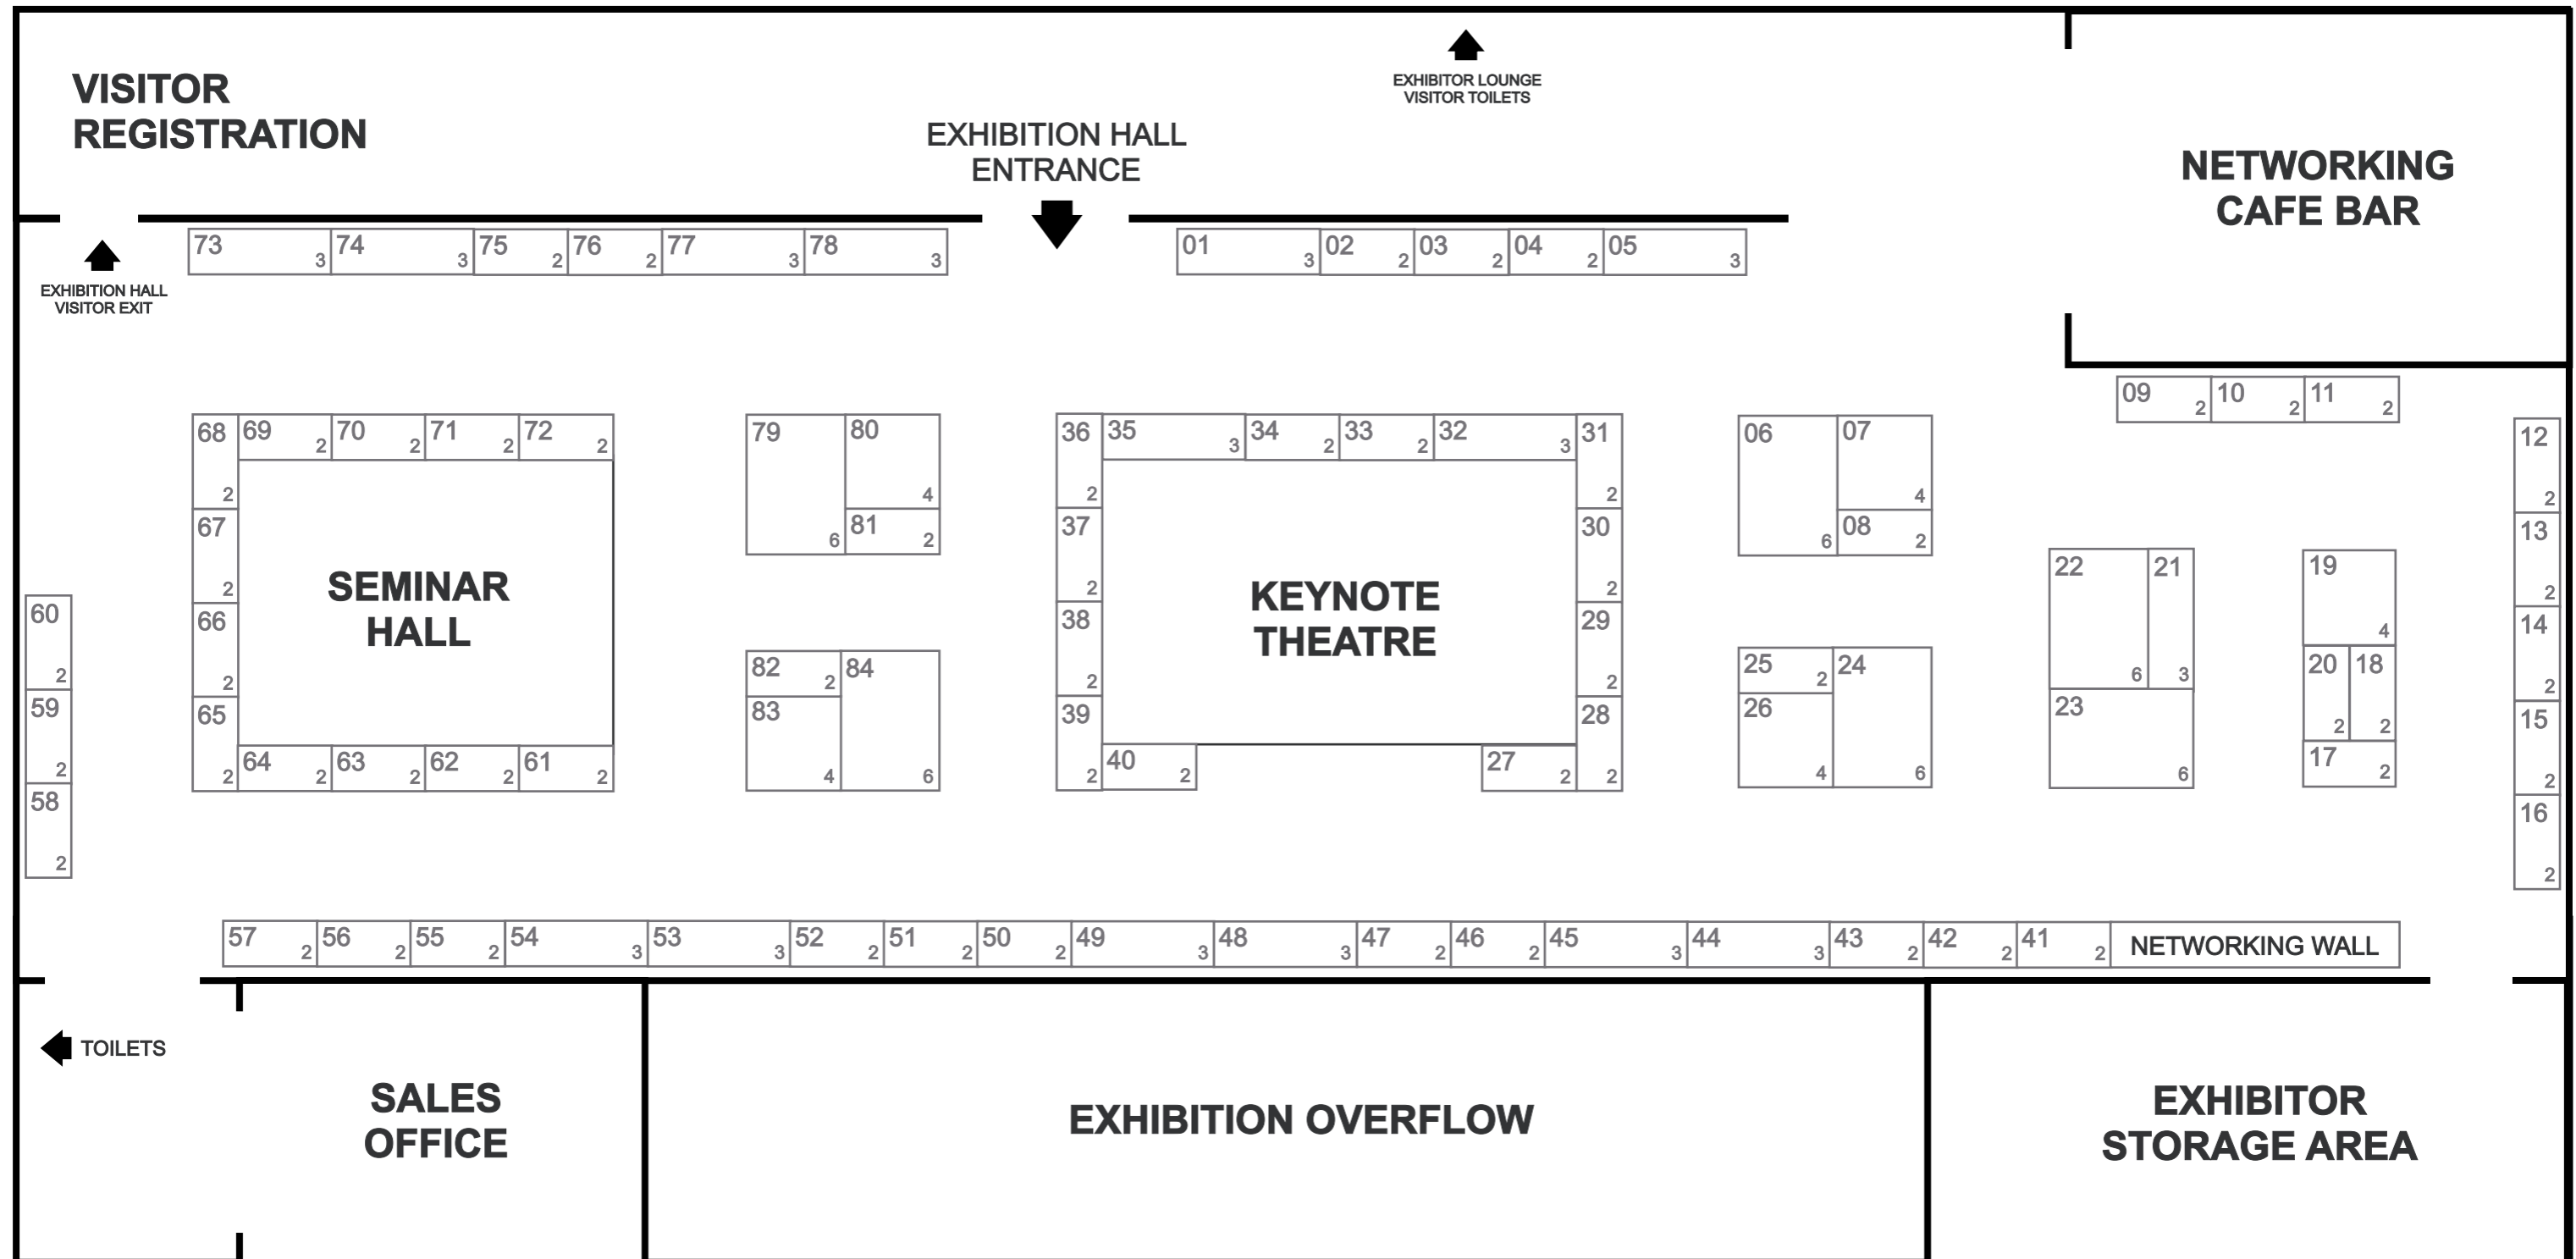 EXHIBITOR LOUNGE
VISITOR TOILETS
VISITOR
REGISTRATION
EXHIBITION HALL
ENTRANCE
NETWORKING
CAFE BAR
EXHIBITION HALL
VISITOR EXIT
73 3 74 3 75 2 76 2 77 3 78 3
01 3 02 2 03 2 04 2 05 3
09 2 10 2 11 2
68 2 69 2 70 2 71 2 72 2
67 2
66 2
65 2
64 2 63 2 62 2 61 2
SEMINAR
HALL
60 2
59 2
58 2
79 6 80 4
81 2
82 2 84 6
83 4
36 2 35 3 34 2 33 2 32 3 31 2
37 2
38 2
39 2
40 2
30 2
29 2
28 2
27 2
KEYNOTE
THEATRE
06 6 07 4
08 2
25 2 24 6
26 4
22 6 21 3
23 6
19 4
20 2 18 2
17 2
12 2
13 2
14 2
15 2
16 2
57 2 56 2 55 2 54 3 53 3 52 2 51 2 50 2 49 3 48 3 47 2 46 2 45 3 44 3 43 2 42 2 41 2 NETWORKING WALL
TOILETS
SALES
OFFICE
EXHIBITION OVERFLOW
EXHIBITOR
STORAGE AREA